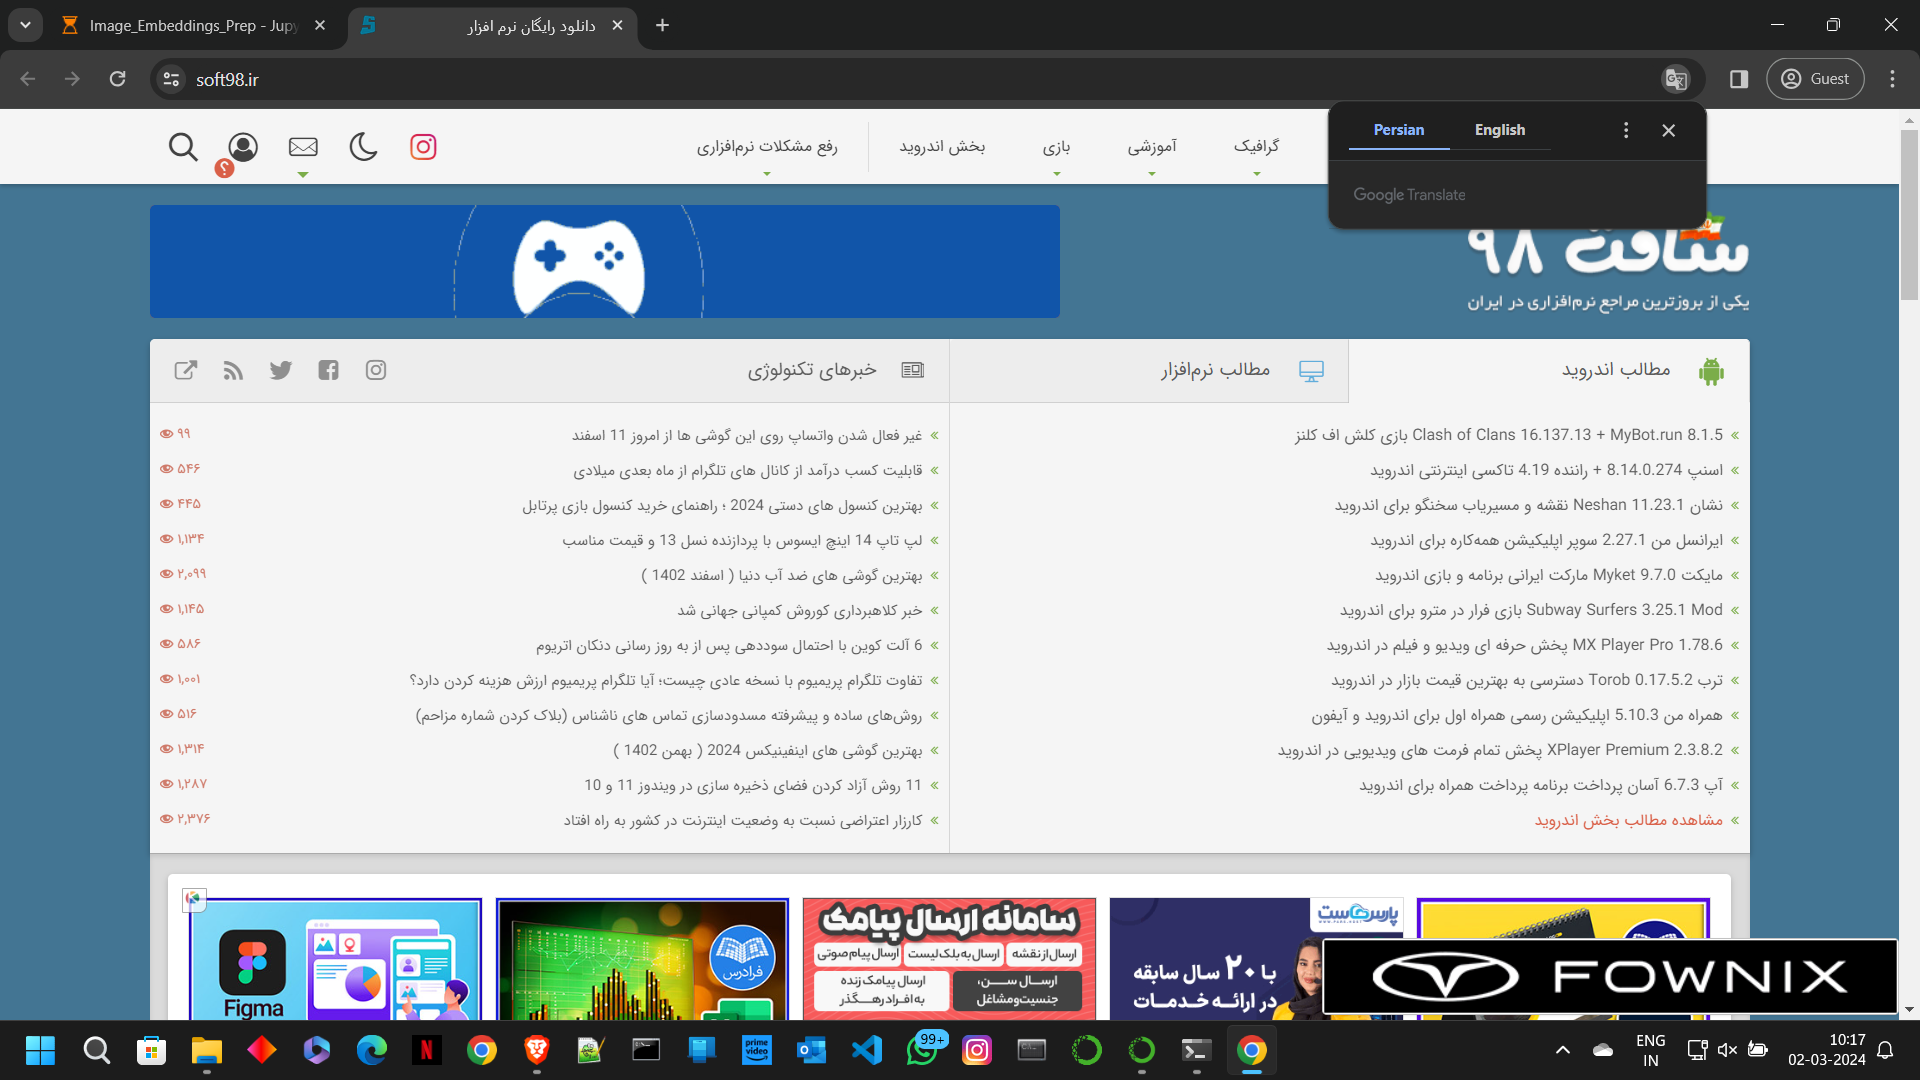 Image_Embeddings_Prep - Jupy
دانلود رایگان نرم افزار
soft98.ir
Guest
Persian
English
Google Translate
گرافیک
آموزشی
بازی
بخش اندروید
رفع مشکلات نرم‌افزاری
سافت ۹۸
یکی از بروزترین مراجع نرم‌افزاری در ایران
مطالب اندروید
مطالب نرم‌افزار
خبرهای تکنولوژی
Clash of Clans 16.137.13 + MyBot.run 8.1.5 بازی کلش اف کلنز
اسنپ 8.14.0.274 + راننده 4.19 تاکسی اینترنتی اندروید
نشان Neshan 11.23.1 نقشه و مسیریاب سخنگو برای اندروید
ایرانسل من 2.27.1 سوپر اپلیکیشن همه‌کاره برای اندروید
مایکت Myket 9.7.0 مارکت ایرانی برنامه و بازی اندروید
Subway Surfers 3.25.1 Mod بازی فرار در مترو برای اندروید
MX Player Pro 1.78.6 پخش حرفه ای ویدیو و فیلم در اندروید
ترب Torob 0.17.5.2 دسترسی به بهترین قیمت بازار در اندروید
همراه من 5.10.3 اپلیکیشن رسمی همراه اول برای اندروید و آیفون
XPlayer Premium 2.3.8.2 پخش تمام فرمت های ویدیویی در اندروید
آپ 6.7.3 آسان پرداخت برنامه پرداخت همراه برای اندروید
مشاهده مطالب بخش اندروید
غیر فعال شدن واتساپ روی این گوشی ها از امروز 11 اسفند ۹۹
قابلیت کسب درآمد از کانال های تلگرام از ماه بعدی میلادی ۵۴۶
بهترین کنسول های دستی 2024 ؛ راهنمای خرید کنسول بازی پرتابل ۴۴۵
لپ تاپ 14 اینچ ایسوس با پردازنده نسل 13 و قیمت مناسب ۱,۱۳۴
بهترین گوشی های ضد آب دنیا ( اسفند 1402 ) ۲,۰۹۹
خبر کلاهبرداری کوروش کمپانی جهانی شد ۱,۱۴۵
6 آلت کوین با احتمال سوددهی پس از به روز رسانی دنکان اتریوم ۵۸۶
تفاوت تلگرام پریمیوم با نسخه عادی چیست؛ آیا تلگرام پریمیوم ارزش هزینه کردن دارد؟ ۱,۰۰۱
روش‌های ساده و پیشرفته مسدودسازی تماس های ناشناس (بلاک کردن شماره مزاحم) ۵۱۶
بهترین گوشی های اینفینیکس 2024 ( بهمن 1402 ) ۱,۳۱۴
11 روش آزاد کردن فضای ذخیره سازی در ویندوز 11 و 10 ۱,۲۸۷
کارزار اعتراضی نسبت به وضعیت اینترنت در کشور به راه افتاد ۲,۳۷۶
Figma
فرادرس
سامانه ارسال پیامک
ارسال از نقشه
ارسال به بلک لیست
ارسال پیام صوتی
ارسال سن،
جنسیت و مشاغل
ارسال پیامک زنده
به افراد رهگذر
پارس هاست
با ۲۰ سال سابقه
در ارائه خدمات
FOWNIX
prime video
99+
ENG
IN
10:17
02-03-2024